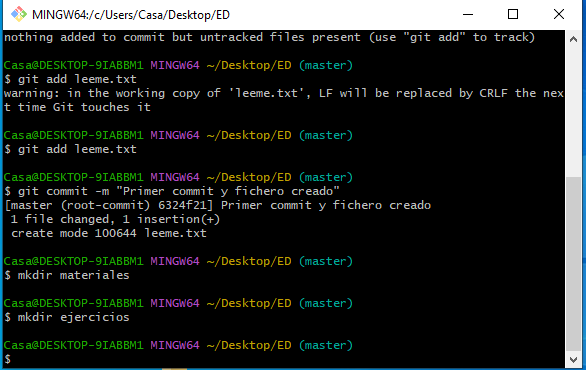 MINGW64:/c/Users/Casa/Desktop/ED
nothing added to commit but untracked files present (use "git add" to track)
Casa@DESKTOP-9IABBM1 MINGW64 ~/Desktop/ED (master)
$ git add leeme.txt
warning: in the working copy of 'leeme.txt', LF will be replaced by CRLF the nex
t time Git touches it
Casa@DESKTOP-9IABBM1 MINGW64 ~/Desktop/ED (master)
$ git add leeme.txt
Casa@DESKTOP-9IABBM1 MINGW64 ~/Desktop/ED (master)
$ git commit -m "Primer commit y fichero creado"
[master (root-commit) 6324f21] Primer commit y fichero creado
1 file changed, 1 insertion(+)
create mode 100644 leeme.txt
Casa@DESKTOP-9IABBM1 MINGW64 ~/Desktop/ED (master)
$ mkdir materiales
Casa@DESKTOP-9IABBM1 MINGW64 ~/Desktop/ED (master)
$ mkdir ejercicios
Casa@DESKTOP-9IABBM1 MINGW64 ~/Desktop/ED (master)
$